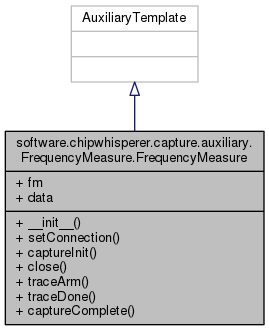 AuxiliaryTemplate
software.chipwhisperer.capture.auxiliary.
FrequencyMeasure.FrequencyMeasure
+ fm
+ data
+ __init__()
+ setConnection()
+ captureInit()
+ close()
+ traceArm()
+ traceDone()
+ captureComplete()